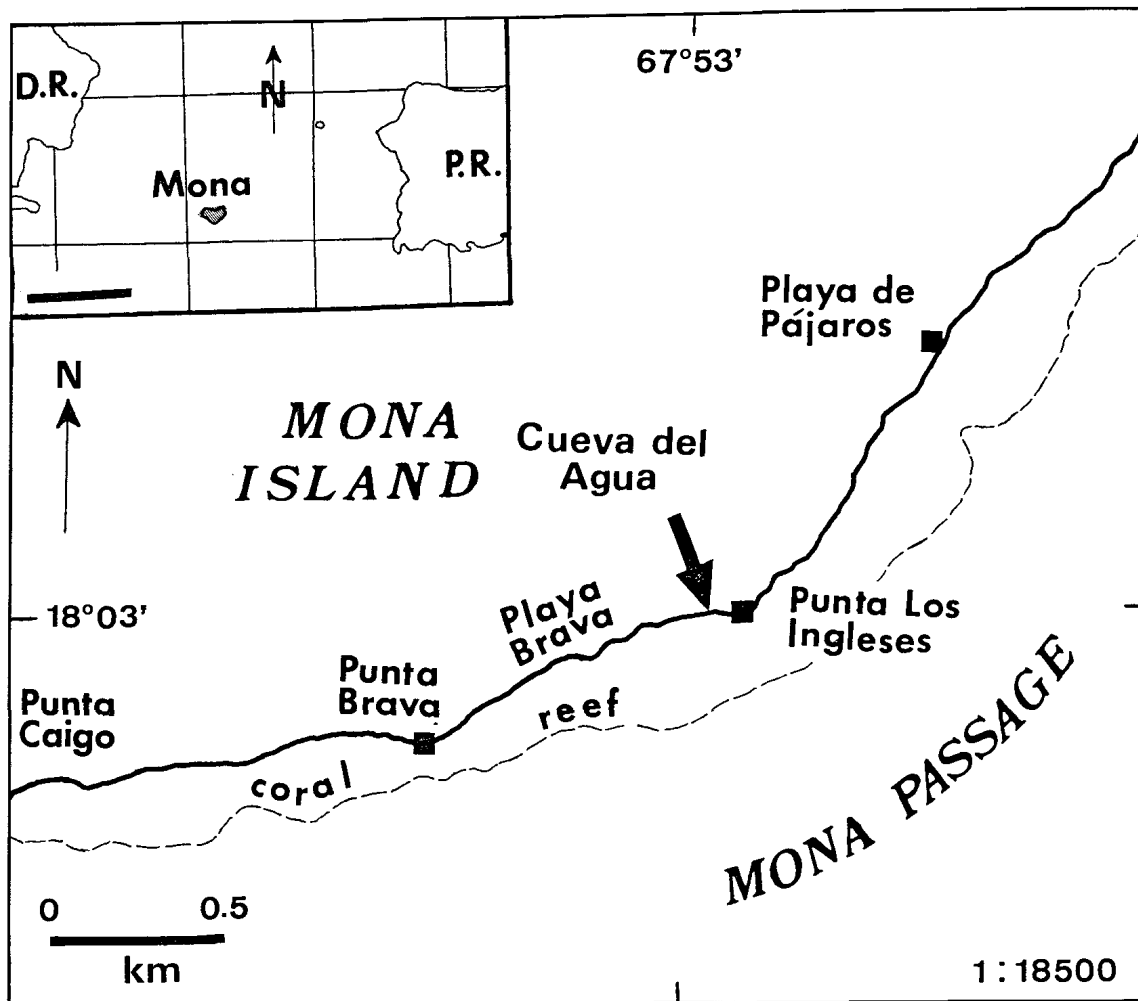 67°53'
D.R.
N
P.R.
Mona
Playa de
Pájaros
N
MONA
ISLAND
Cueva del
Agua
18°03'
Playa
Brava
Punta Los
Ingleses
Punta
Brava
Punta
Caigo
coral reef
MONA PASSAGE
0 0.5
km
1:18500